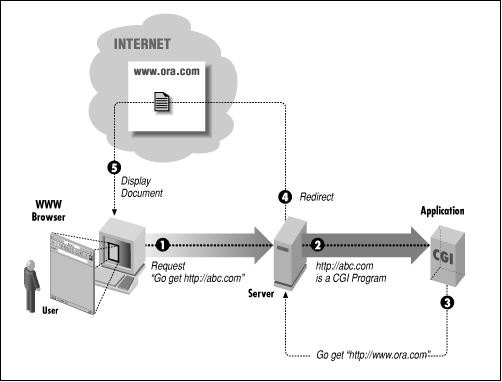 INTERNET
www.ora.com
5
Display
Document
4
Redirect
WWW
Browser
Application
1
2
CGI
Request
"Go get http://abc.com"
http://abc.com
is a CGI Program
Server
3
User
Go get "http://www.ora.com"